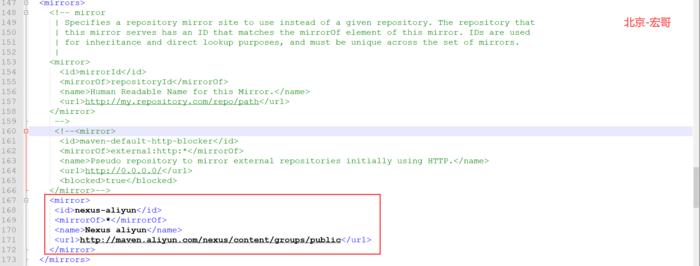 北京-宏哥
147 <mirrors>
148 <!-- mirror
149 | Specifies a repository mirror site to use instead of a given repository. The repository that
150 | this mirror serves has an ID that matches the mirrorOf element of this mirror. IDs are used
151 | for inheritance and direct lookup purposes, and must be unique across the set of mirrors.
152 |
153 <mirror>
154 <id>mirrorId</id>
155 <mirrorOf>repositoryId</mirrorOf>
156 <name>Human Readable Name for this Mirror.</name>
157 <url>http://my.repository.com/repo/path</url>
158 </mirror>
159 -->
160 <!--<mirror>
161 <id>maven-default-http-blocker</id>
162 <mirrorOf>external:http:*</mirrorOf>
163 <name>Pseudo repository to mirror external repositories initially using HTTP.</name>
164 <url>http://0.0.0.0/</url>
165 <blocked>true</blocked>
166 </mirror>-->
167 <mirror>
168 <id>nexus-aliyun</id>
169 <mirrorOf>*</mirrorOf>
170 <name>Nexus aliyun</name>
171 <url>http://maven.aliyun.com/nexus/content/groups/public</url>
172 </mirror>
173 </mirrors>